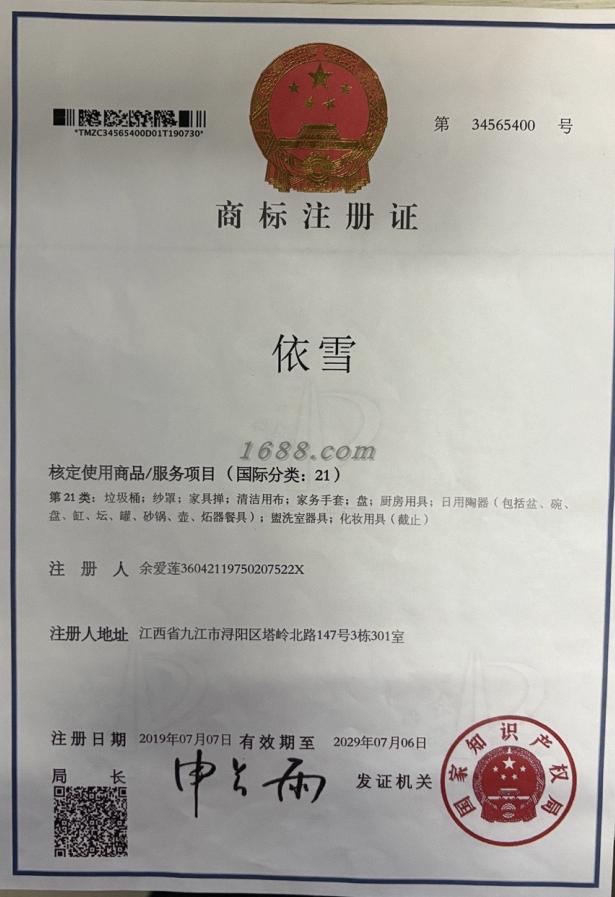 *TMZC34565400D01T190730*
第 34565400 号
商标注册证
依雪
1688.com
核定使用商品/服务项目（国际分类：21）
第21类：垃圾桶；纱罩；家具掸；清洁用布；家务手套；盘；厨房用具；日用陶器（包括盆、碗、
盘、缸、坛、罐、砂锅、壶、炻器餐具）；盥洗室器具；化妆用具（截止）
注册人 余爱莲36042119750207522X
注册人地址 江西省九江市浔阳区塔岭北路147号3栋301室
注册日期 2019年07月07日 有效期至 2029年07月06日
局长 申长雨 发证机关
国家知识产权局